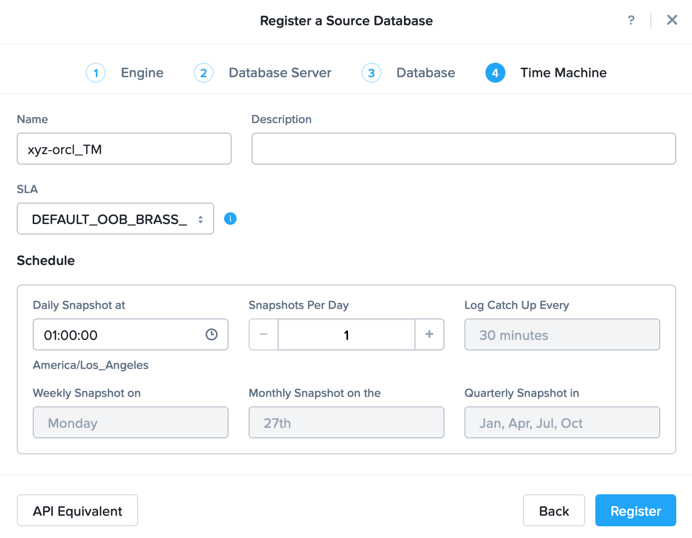 Register a Source Database
?
1 Engine 2 Database Server 3 Database 4 Time Machine
Name Description
xyz-orcl_TM
SLA
DEFAULT_OOB_BRASS_
i
Schedule
Daily Snapshot at Snapshots Per Day Log Catch Up Every
01:00:00 − 1 + 30 minutes
America/Los_Angeles
Weekly Snapshot on Monthly Snapshot on the Quarterly Snapshot in
Monday 27th Jan, Apr, Jul, Oct
API Equivalent Back Register